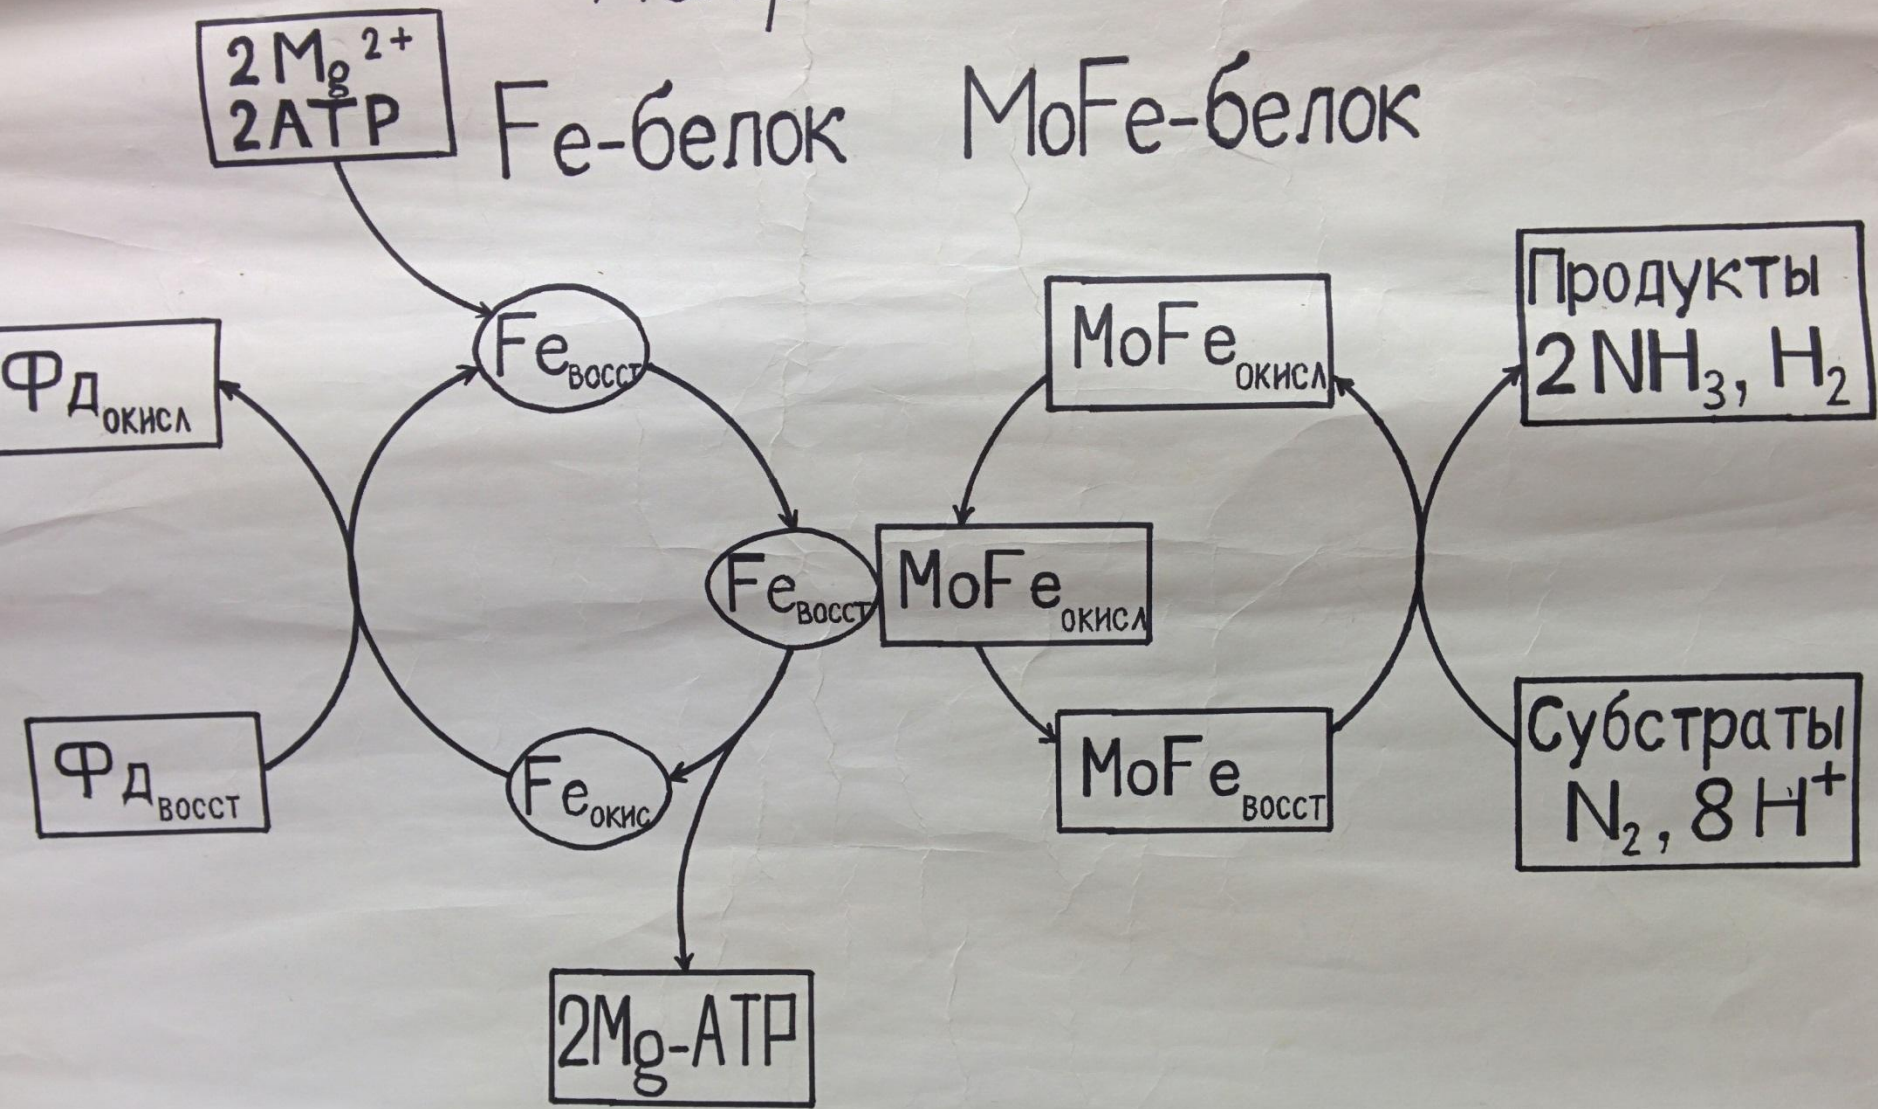 2Mg²⁺
2ATP
Fe-белок
MoFe-белок
Продукты
2NH₃, H₂
Feвосст
MoFeокисл
Фдокисл
Feвосст
MoFeокисл
Фдвосст
Feокис
MoFeвосст
Субстраты
N₂, 8H⁺
2Mg-ATP